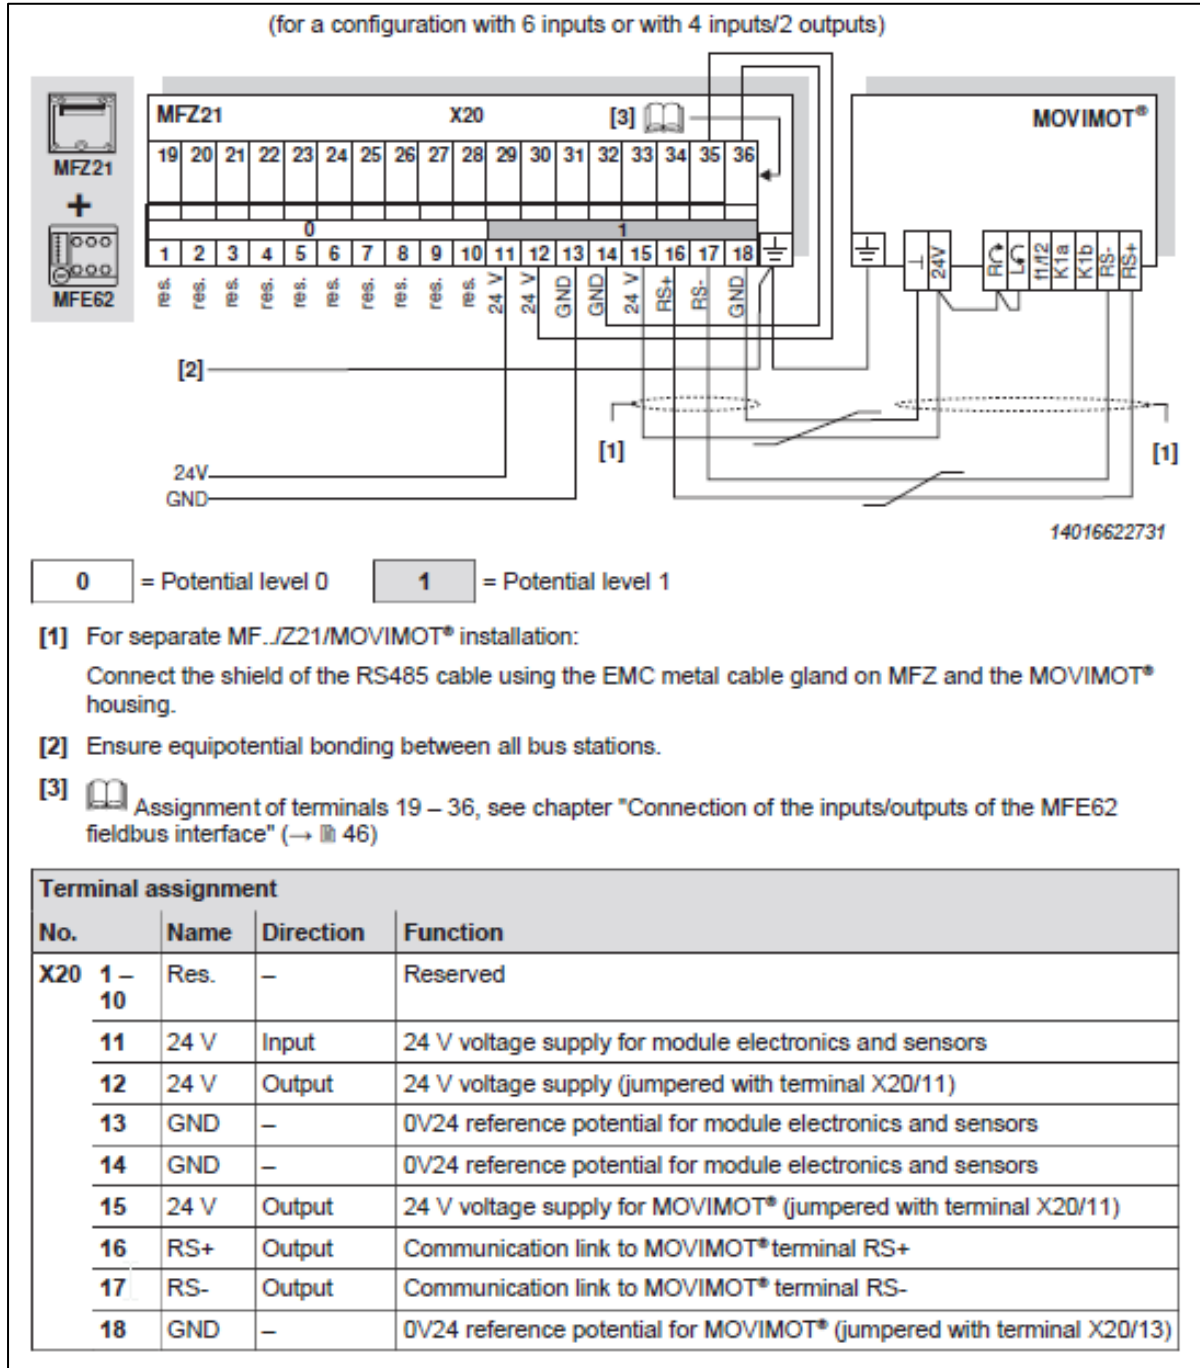 (for a configuration with 6 inputs or with 4 inputs/2 outputs)
MFZ21
+
MFE62
MFZ21 X20 [3]
19 20 21 22 23 24 25 26 27 28 29 30 31 32 33 34 35 36
0 1
1 2 3 4 5 6 7 8 9 10 11 12 13 14 15 16 17 18
res. res. res. res. res. res. res. res. res. res. 24 V 24 V GND GND 24 V RS+ RS- GND
MOVIMOT®
⊥ 24V R L f1/f2 K1a K1b RS- RS+
[2]
[1] [1]
24V
GND
14016622731
0 = Potential level 0 1 = Potential level 1
[1] For separate MF../Z21/MOVIMOT® installation:
Connect the shield of the RS485 cable using the EMC metal cable gland on MFZ and the MOVIMOT®
housing.
[2] Ensure equipotential bonding between all bus stations.
[3] Assignment of terminals 19 – 36, see chapter "Connection of the inputs/outputs of the MFE62
fieldbus interface" (→ 46)
Terminal assignment
No. Name Direction Function
X20 1 – 10 Res. – Reserved
11 24 V Input 24 V voltage supply for module electronics and sensors
12 24 V Output 24 V voltage supply (jumpered with terminal X20/11)
13 GND – 0V24 reference potential for module electronics and sensors
14 GND – 0V24 reference potential for module electronics and sensors
15 24 V Output 24 V voltage supply for MOVIMOT® (jumpered with terminal X20/11)
16 RS+ Output Communication link to MOVIMOT® terminal RS+
17 RS- Output Communication link to MOVIMOT® terminal RS-
18 GND – 0V24 reference potential for MOVIMOT® (jumpered with terminal X20/13)